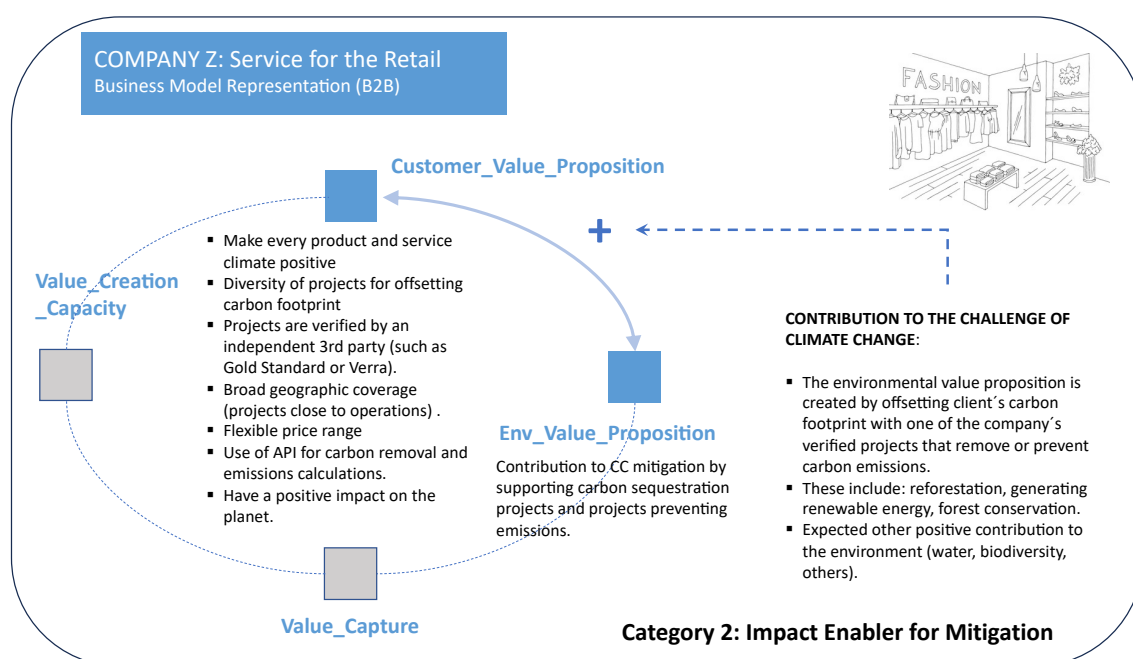 COMPANY Z: Service for the Retail
Business Model Representation (B2B)
FASHION
Customer_Value_Proposition
▪ Make every product and service
climate positive
▪ Diversity of projects for offsetting
carbon footprint
▪ Projects are verified by an
independent 3rd party (such as
Gold Standard or Verra).
▪ Broad geographic coverage
(projects close to operations) .
▪ Flexible price range
▪ Use of API for carbon removal and
emissions calculations.
▪ Have a positive impact on the
planet.
Value_Creation
_Capacity
+
Env_Value_Proposition
Contribution to CC mitigation by
supporting carbon sequestration
projects and projects preventing
emissions.
Value_Capture
CONTRIBUTION TO THE CHALLENGE OF
CLIMATE CHANGE:
▪ The environmental value proposition is
created by offsetting client´s carbon
footprint with one of the company´s
verified projects that remove or prevent
carbon emissions.
▪ These include: reforestation, generating
renewable energy, forest conservation.
▪ Expected other positive contribution to
the environment (water, biodiversity,
others).
Category 2: Impact Enabler for Mitigation